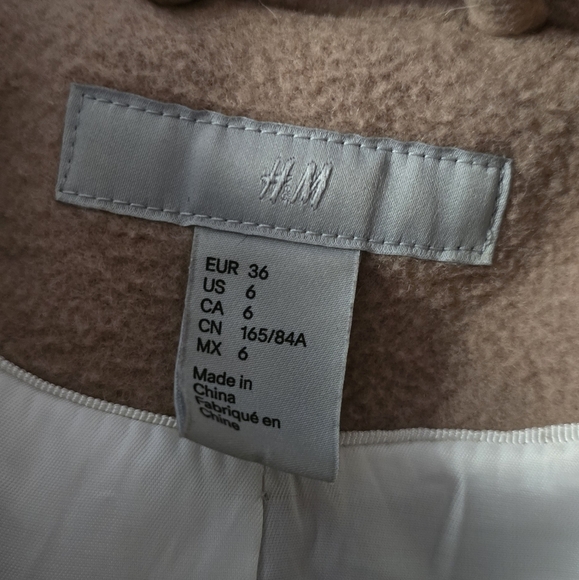 H&M
EUR 36
US 6
CA 6
CN 165/84A
MX 6
Made in
China
Fabriqué en
Chine